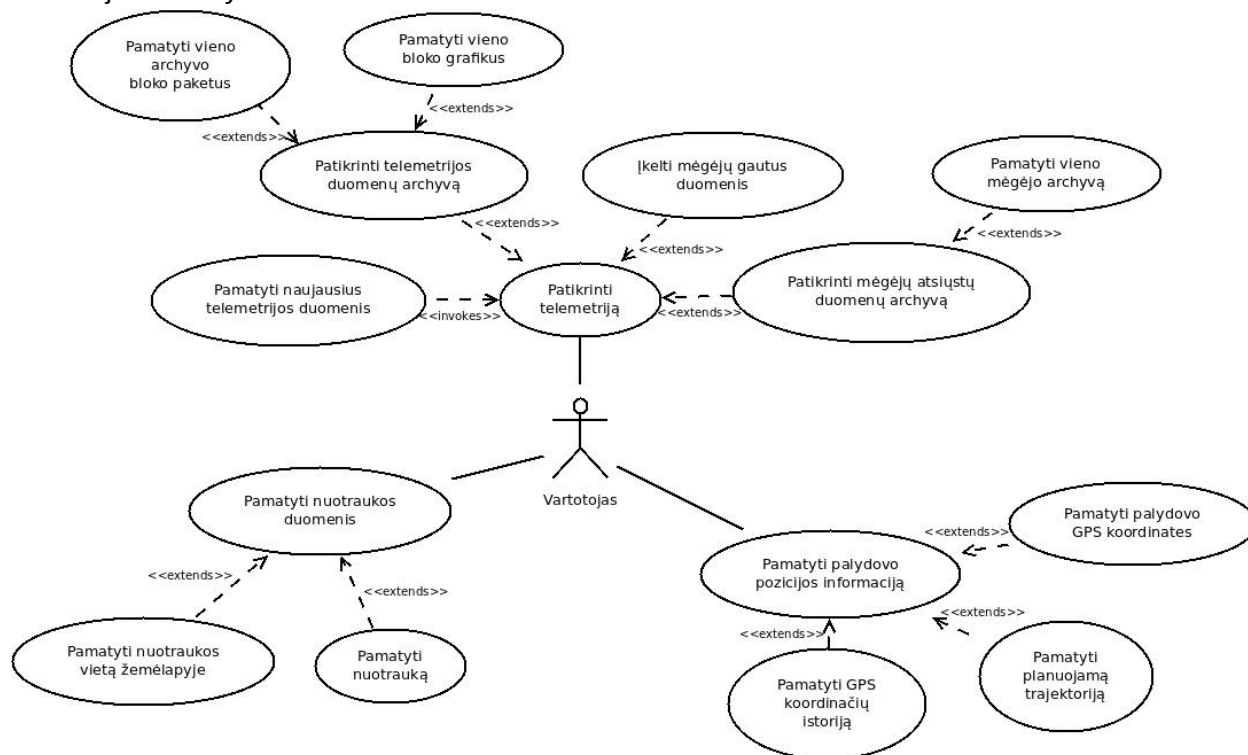 Pamatyti vieno
archyvo
bloko paketus
Pamatyti vieno
bloko grafikus
<<extends>>
<<extends>>
Patikrinti telemetrijos
duomenų archyvą
Įkelti mėgėjų gautus
duomenis
Pamatyti vieno
mėgėjo archyvą
<<extends>>
<<extends>>
<<extends>>
Pamatyti naujausius
telemetrijos duomenis
<<invokes>>
Patikrinti
telemetriją
<<extends>>
Patikrinti mėgėjų atsiųstų
duomenų archyvą
Vartotojas
Pamatyti nuotraukos
duomenis
<<extends>>
<<extends>>
Pamatyti nuotraukos
vietą žemėlapyje
Pamatyti
nuotrauką
Pamatyti palydovo
pozicijos informaciją
<<extends>>
Pamatyti palydovo
GPS koordinates
<<extends>>
<<extends>>
Pamatyti GPS
koordinačių
istoriją
Pamatyti
planuojamą
trajektoriją